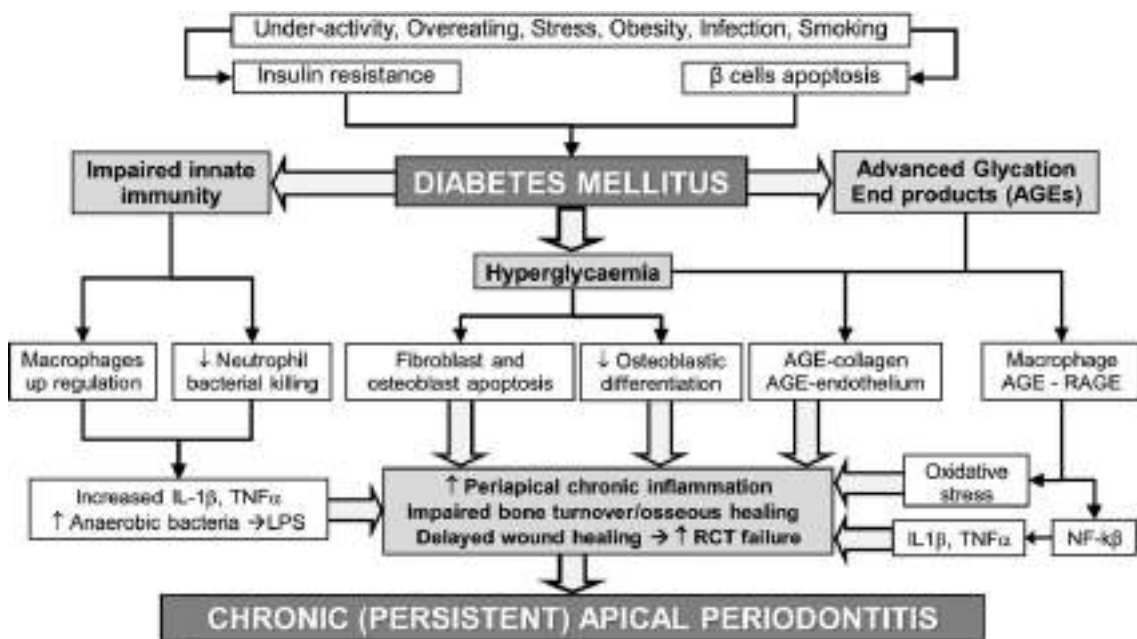 Under-activity, Overeating, Stress, Obesity, Infection, Smoking
Insulin resistance
β cells apoptosis
Impaired innate
immunity
DIABETES MELLITUS
Advanced Glycation
End products (AGEs)
Hyperglycaemia
Macrophages
up regulation
↓ Neutrophil
bacterial killing
Fibroblast and
osteoblast apoptosis
↓ Osteoblastic
differentiation
AGE-collagen
AGE-endothelium
Macrophage
AGE - RAGE
Increased IL-1β, TNFα
↑ Anaerobic bacteria →LPS
↑ Periapical chronic inflammation
Impaired bone turnover/osseous healing
Delayed wound healing → ↑ RCT failure
Oxidative
stress
IL1β, TNFα
NF-kβ
CHRONIC (PERSISTENT) APICAL PERIODONTITIS